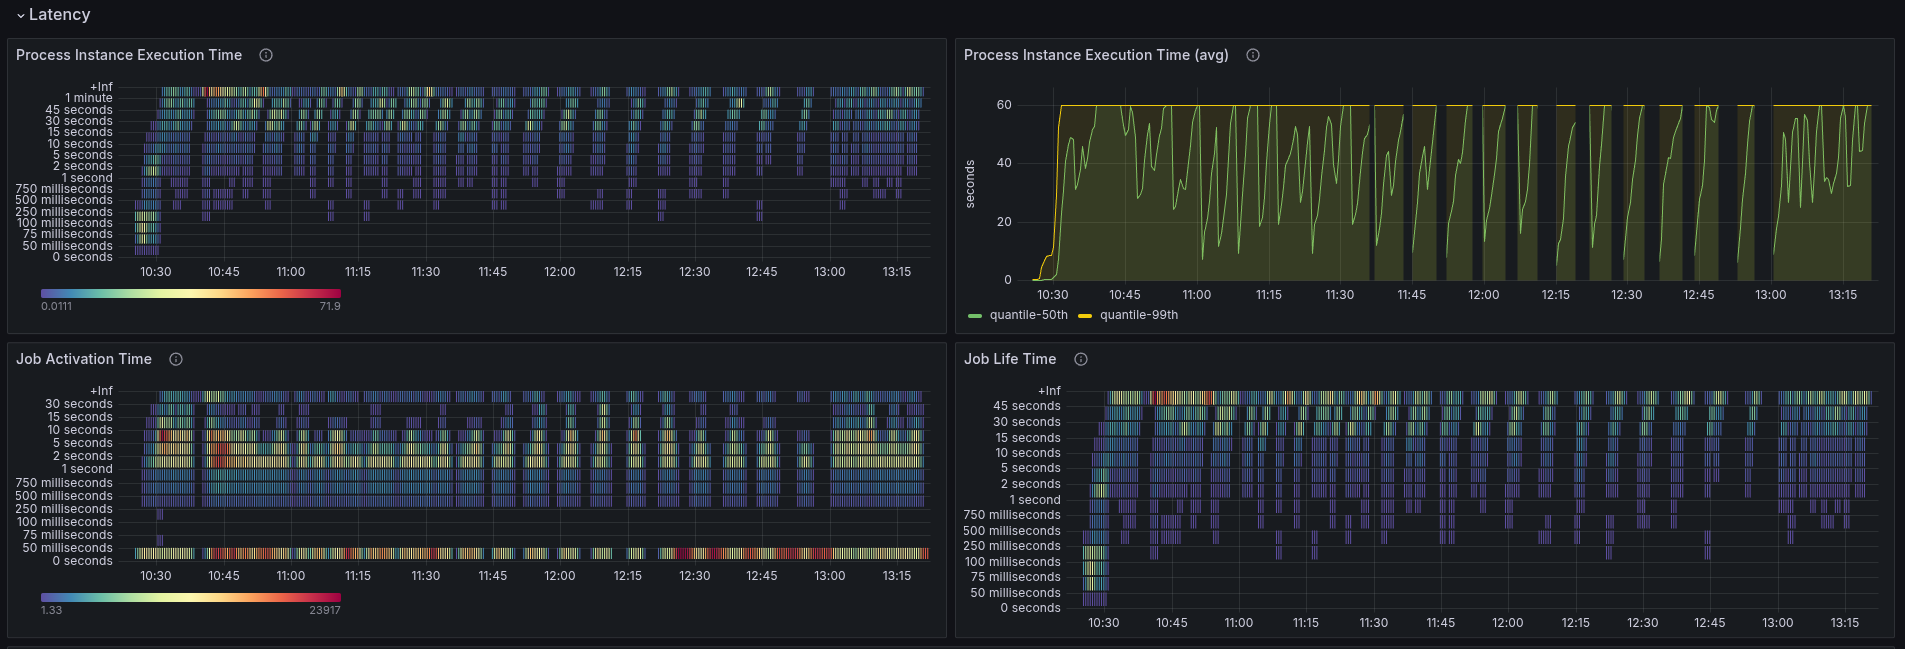 Latency
Process Instance Execution Time
+Inf
1 minute
45 seconds
30 seconds
15 seconds
10 seconds
5 seconds
2 seconds
1 second
750 milliseconds
500 milliseconds
250 milliseconds
100 milliseconds
75 milliseconds
50 milliseconds
0 seconds
10:30 10:45 11:00 11:15 11:30 11:45 12:00 12:15 12:30 12:45 13:00 13:15
0.0111 71.9
Process Instance Execution Time (avg)
seconds
60
40
20
0
10:30 10:45 11:00 11:15 11:30 11:45 12:00 12:15 12:30 12:45 13:00 13:15
quantile-50th quantile-99th
Job Activation Time
+Inf
30 seconds
15 seconds
10 seconds
5 seconds
2 seconds
1 second
750 milliseconds
500 milliseconds
250 milliseconds
100 milliseconds
75 milliseconds
50 milliseconds
0 seconds
10:30 10:45 11:00 11:15 11:30 11:45 12:00 12:15 12:30 12:45 13:00 13:15
1.33 23917
Job Life Time
+Inf
45 seconds
30 seconds
15 seconds
10 seconds
5 seconds
2 seconds
1 second
750 milliseconds
500 milliseconds
250 milliseconds
100 milliseconds
75 milliseconds
50 milliseconds
0 seconds
10:30 10:45 11:00 11:15 11:30 11:45 12:00 12:15 12:30 12:45 13:00 13:15